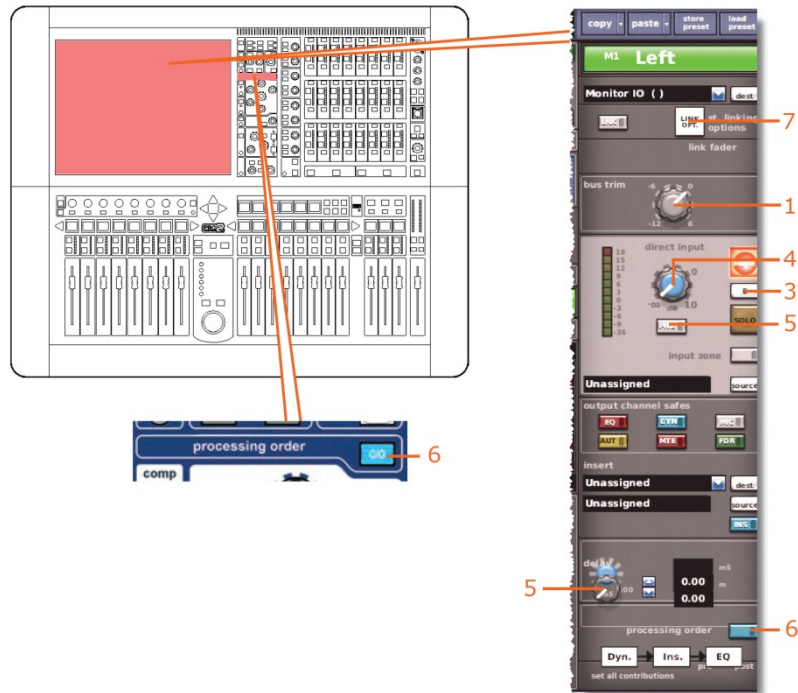 copy paste store preset load preset
M1 Left
Monitor IO ( ) dest
LINK LINK OPT. st. linking options 7
link fader
bus trim -6 0 1
-12 6
direct input 4
18
15
12
9
6
3
0
-3
-6
-9
-36
0
-∞ dB 10 3
SOLO 5
input zone
Unassigned source
output channel safes
EQ DYN MIC
AUT MTE FDR
insert
Unassigned dest
Unassigned source
INS
delay mS
0.00 m
0.00
mS
5
processing order 6
Dyn. Ins. EQ
set all contributions post
processing order 6
comp